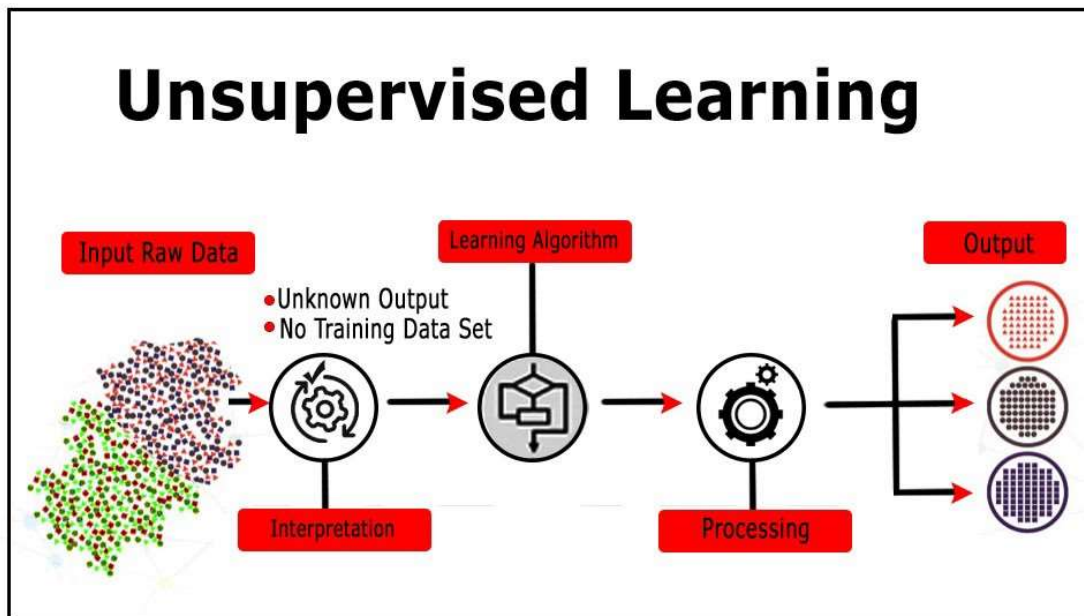 Unsupervised Learning
Input Raw Data
Learning Algorithm
Output
Unknown Output
No Training Data Set
Interpretation
Processing